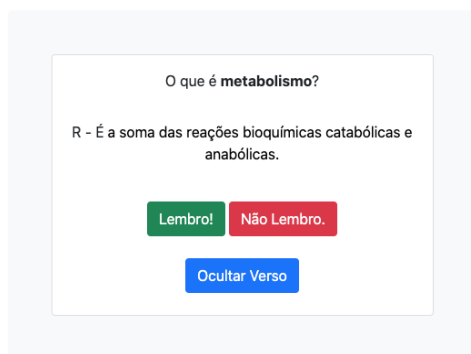 O que é metabolismo?
R - É a soma das reações bioquímicas catabólicas e
anabólicas.
Lembro! Não Lembro.
Ocultar Verso